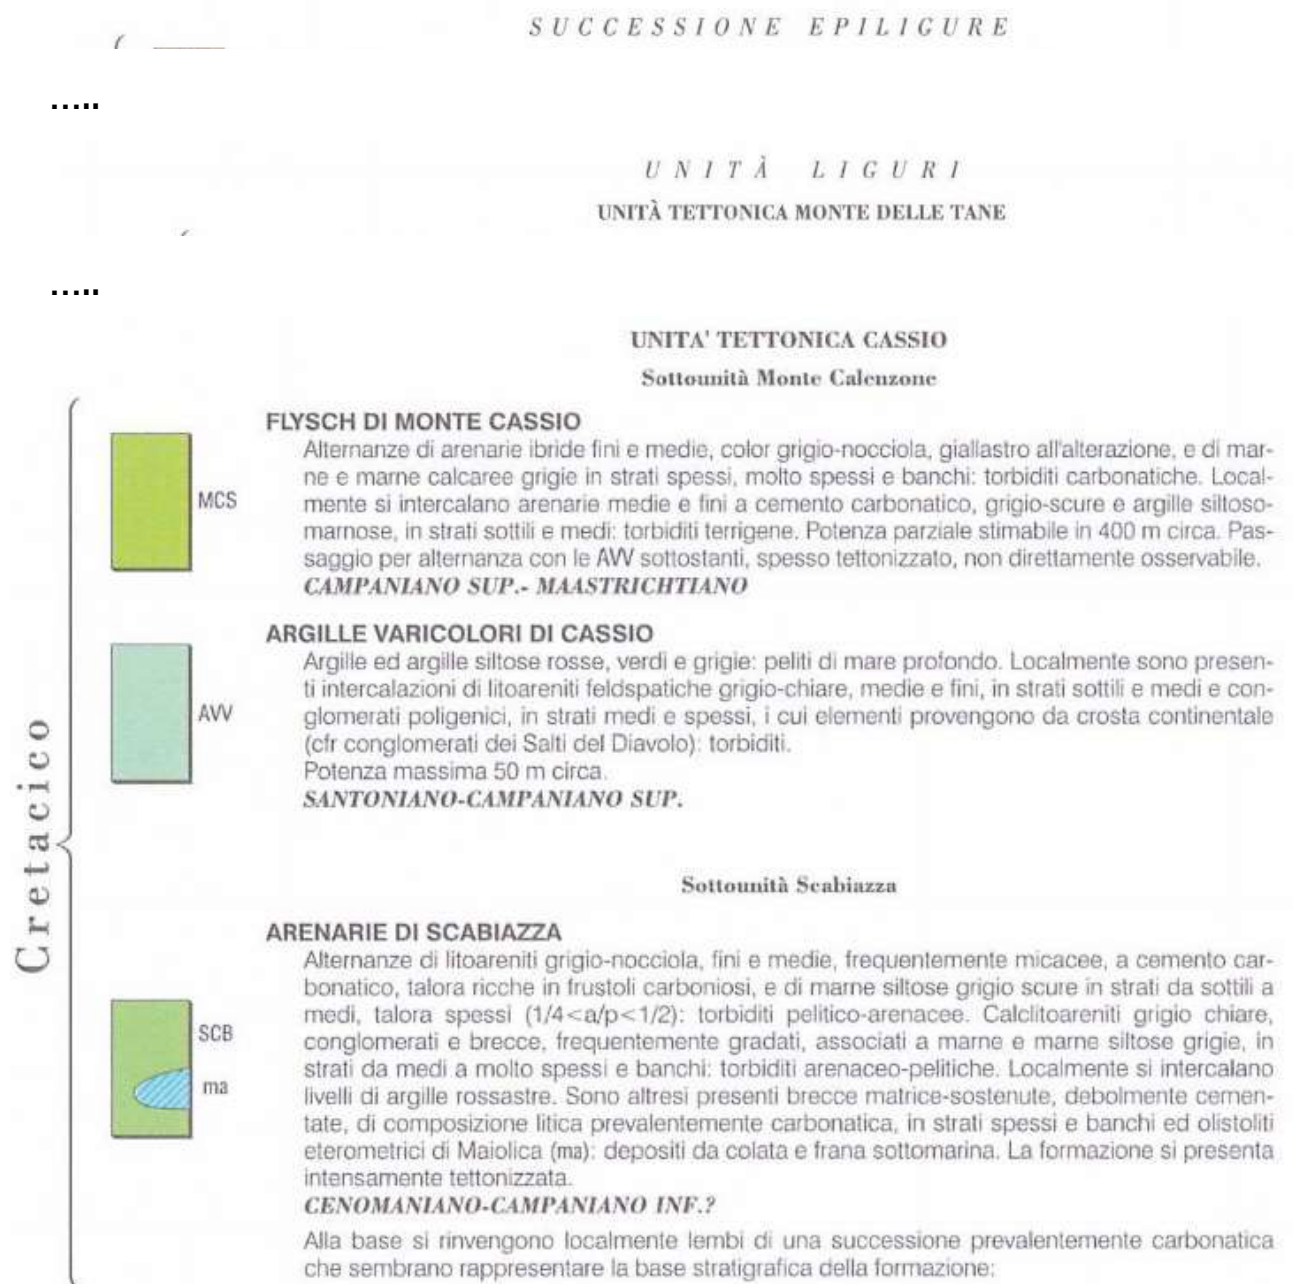 SUCCESSIONE EPILIGURE
…..
UNITÀ LIGURI
UNITÀ TETTONICA MONTE DELLE TANE
…..
UNITA' TETTONICA CASSIO
Sottounità Monte Calenzone
FLYSCH DI MONTE CASSIO
Alternanze di arenarie ibride fini e medie, color grigio-nocciola, giallastro all'alterazione, e di mar-
ne e marne calcaree grigie in strati spessi, molto spessi e banchi: torbiditi carbonatiche. Local-
MCS
mente si intercalano arenarie medie e fini a cemento carbonatico, grigio-scure e argille siltoso-
marnose, in strati sottili e medi: torbiditi terrigene. Potenza parziale stimabile in 400 m circa. Pas-
saggio per alternanza con le AVV sottostanti, spesso tettonizzato, non direttamente osservabile.
CAMPANIANO SUP.- MAASTRICHTIANO
ARGILLE VARICOLORI DI CASSIO
Argille ed argille siltose rosse, verdi e grigie: peliti di mare profondo. Localmente sono presen-
ti intercalazioni di litoareniti feldspatiche grigio-chiare, medie e fini, in strati sottili e medi e con-
AVV
glomerati poligenici, in strati medi e spessi, i cui elementi provengono da crosta continentale
(cfr conglomerati dei Salti del Diavolo): torbiditi.
Potenza massima 50 m circa.
SANTONIANO-CAMPANIANO SUP.
Cretacico
Sottounità Scabiazza
ARENARIE DI SCABIAZZA
Alternanze di litoareniti grigio-nocciola, fini e medie, frequentemente micacee, a cemento car-
bonatico, talora ricche in frustoli carboniosi, e di marne siltose grigio scure in strati da sottili a
medi, talora spessi (1/4<a/p<1/2): torbiditi pelitico-arenacee. Calclitoareniti grigio chiare,
SCB
conglomerati e brecce, frequentemente gradati, associati a marne e marne siltose grigie, in
strati da medi a molto spessi e banchi: torbiditi arenaceo-pelitiche. Localmente si intercalano
ma
livelli di argille rossastre. Sono altresì presenti brecce matrice-sostenute, debolmente cemen-
tate, di composizione litica prevalentemente carbonatica, in strati spessi e banchi ed olistoliti
eterometrici di Maiolica (ma): depositi da colata e frana sottomarina. La formazione si presenta
intensamente tettonizzata.
CENOMANIANO-CAMPANIANO INF.?
Alla base si rinvengono localmente lembi di una successione prevalentemente carbonatica
che sembrano rappresentare la base stratigrafica della formazione: